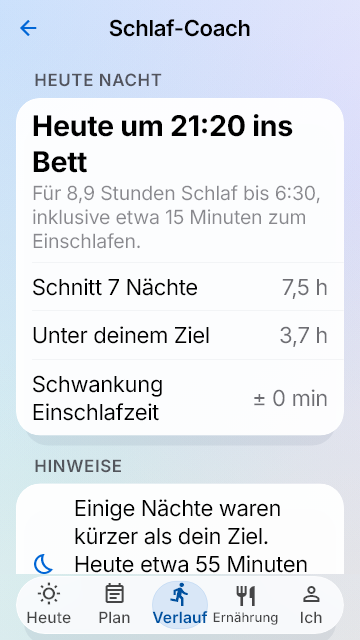 Schlaf-Coach
HEUTE NACHT
Heute um 21:20 ins
Bett
Für 8,9 Stunden Schlaf bis 6:30,
inklusive etwa 15 Minuten zum
Einschlafen.
Schnitt 7 Nächte 7,5 h
Unter deinem Ziel 3,7 h
Schwankung
Einschlafzeit ± 0 min
HINWEISE
Einige Nächte waren
kürzer als dein Ziel.
Heute etwa 55 Minuten
Heute Plan Verlauf Ernährung Ich